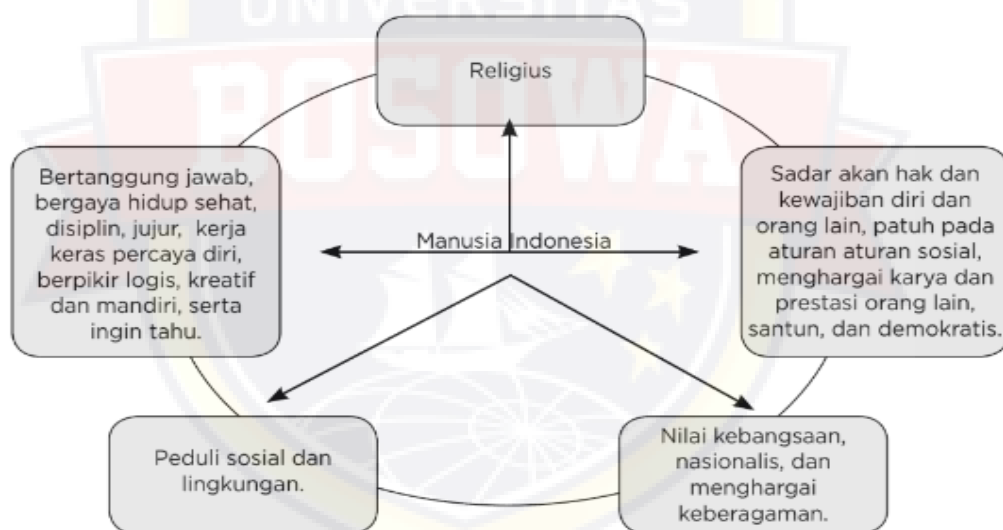 UNIVERSITAS
BOSOWA
Religius
Bertanggung jawab,
bergaya hidup sehat,
disiplin, jujur, kerja
keras percaya diri,
berpikir logis, kreatif
dan mandiri, serta
ingin tahu.
Manusia Indonesia
Sadar akan hak dan
kewajiban diri dan
orang lain, patuh pada
aturan aturan sosial,
menghargai karya dan
prestasi orang lain,
santun, dan demokratis.
Peduli sosial dan
lingkungan.
Nilai kebangsaan,
nasionalis, dan
menghargai
keberagaman.